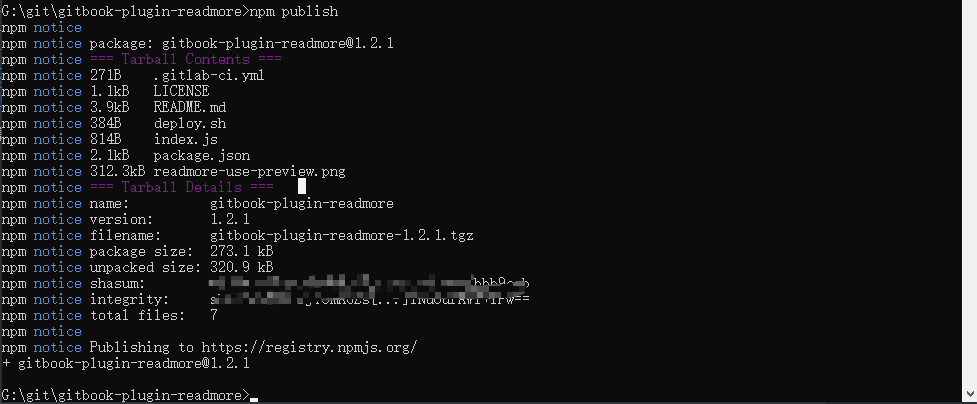 G:\git\gitbook-plugin-readmore>npm publish
npm notice
npm notice package: gitbook-plugin-readmore@1.2.1
npm notice === Tarball Contents ===
npm notice 271B   .gitlab-ci.yml
npm notice 1.1kB  LICENSE
npm notice 3.9kB  README.md
npm notice 384B   deploy.sh
npm notice 814B   index.js
npm notice 2.1kB  package.json
npm notice 312.3kB readmore-use-preview.png
npm notice === Tarball Details ===
npm notice name:          gitbook-plugin-readmore
npm notice version:       1.2.1
npm notice filename:      gitbook-plugin-readmore-1.2.1.tgz
npm notice package size:  273.1 kB
npm notice unpacked size: 320.9 kB
npm notice shasum:
npm notice integrity:
npm notice total files:   7
npm notice
npm notice Publishing to https://registry.npmjs.org/
+ gitbook-plugin-readmore@1.2.1
G:\git\gitbook-plugin-readmore>